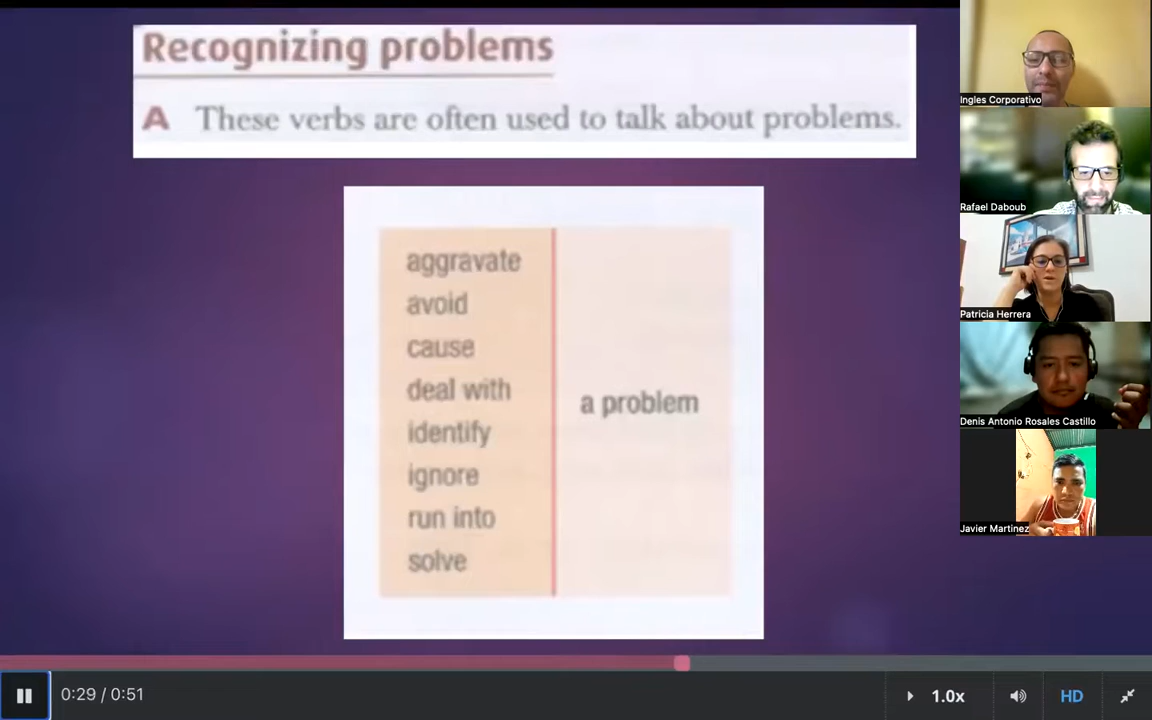 Recognizing problems
A These verbs are often used to talk about problems.
aggravate
avoid
cause
deal with
identify
ignore
run into
solve
a problem
Ingles Corporativo
Rafael Daboub
Patricia Herrera
Denis Antonio Rosales Castillo
Javier Martinez
0:29 / 0:51
1.0x
HD